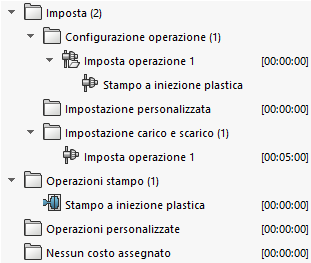 Imposta (2)
Configurazione operazione (1)
Imposta operazione 1 [00:00:00]
Stampo a iniezione plastica
Impostazione personalizzata [00:00:00]
Impostazione carico e scarico (1)
Imposta operazione 1 [00:05:00]
Operazioni stampo (1)
Stampo a iniezione plastica [00:00:00]
Operazioni personalizzate [00:00:00]
Nessun costo assegnato [00:00:00]